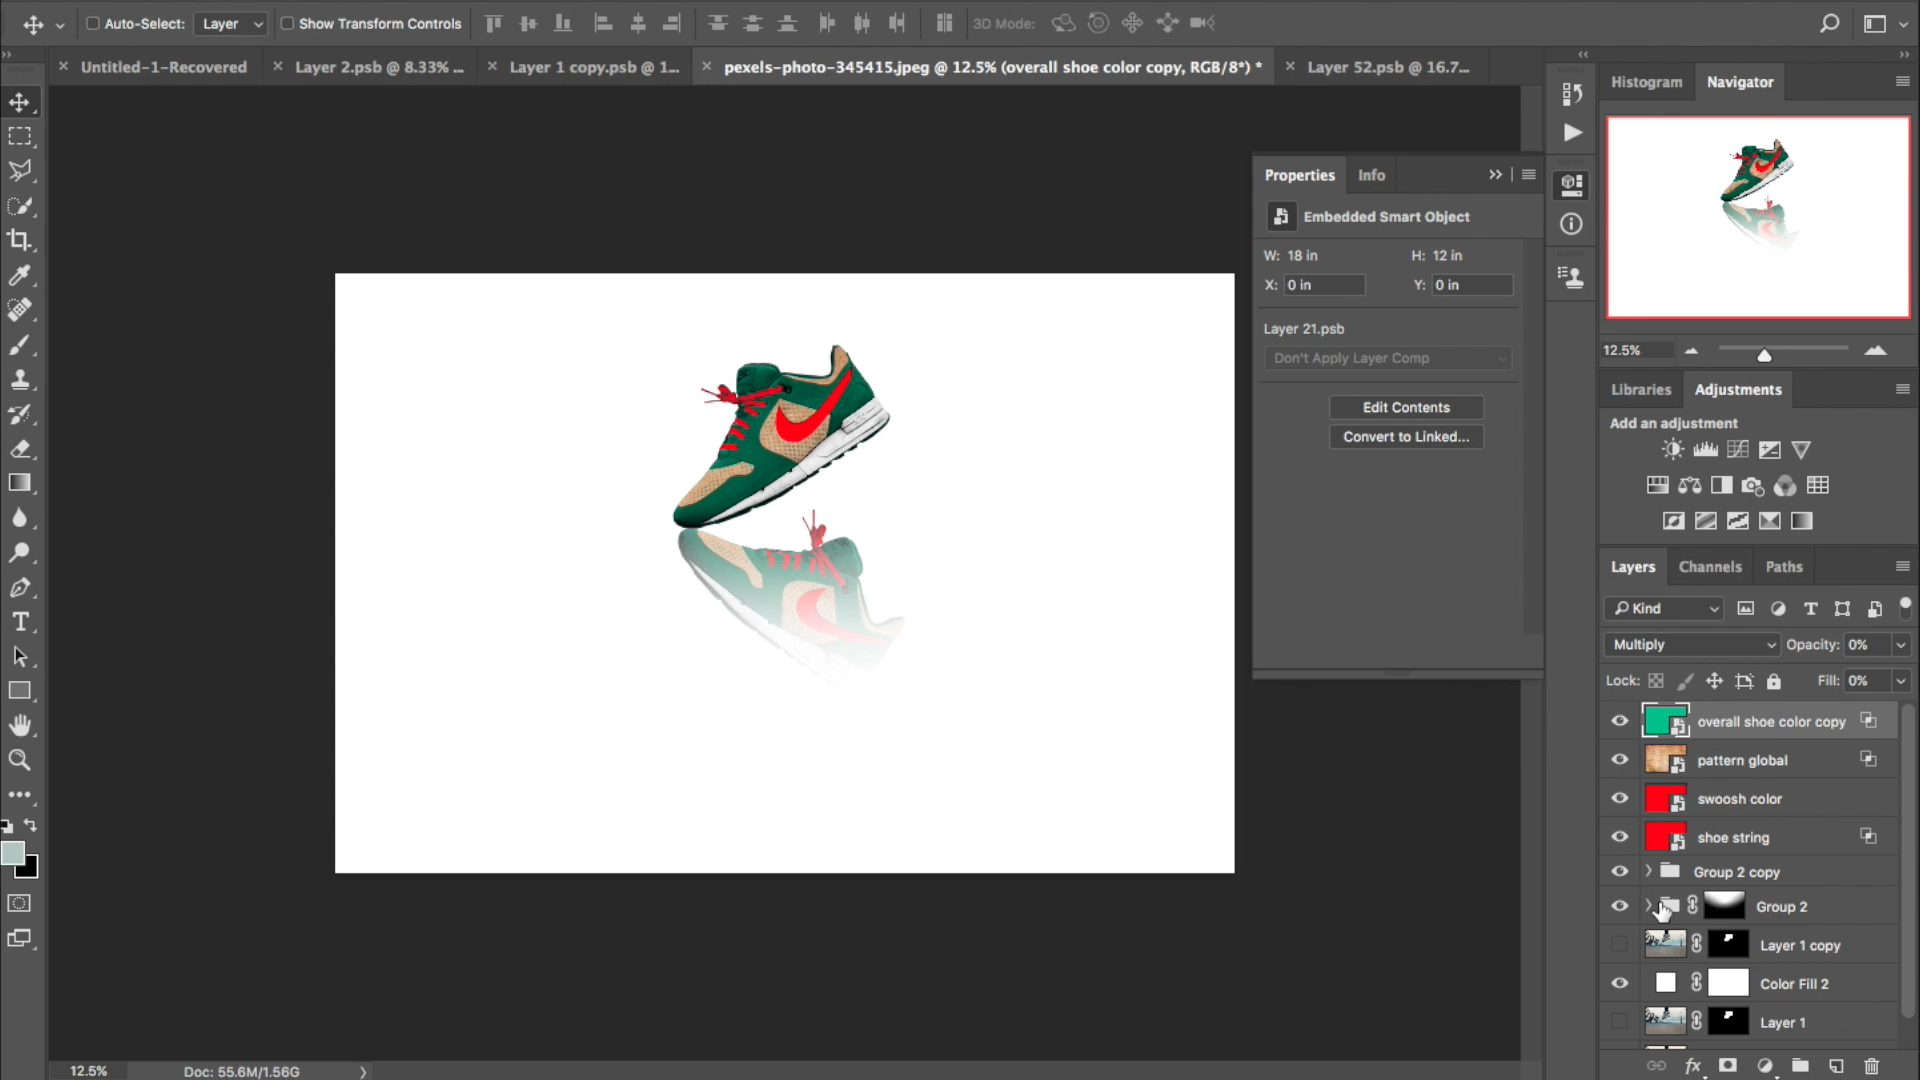 Auto-Select: Layer Show Transform Controls 3D Mode:
Untitled-1-Recovered Layer 2.psb @ 8.33% ... Layer 1 copy.psb @ 1... pexels-photo-345415.jpeg @ 12.5% (overall shoe color copy, RGB/8*) * Layer 52.psb @ 16.7...
Histogram Navigator
Properties Info
Embedded Smart Object
W: 18 in H: 12 in
X: 0 in Y: 0 in
Layer 21.psb
Don't Apply Layer Comp
Edit Contents
Convert to Linked...
12.5%
Libraries Adjustments
Add an adjustment
Layers Channels Paths
Kind
Multiply Opacity: 0%
Lock: Fill: 0%
overall shoe color copy
pattern global
swoosh color
shoe string
Group 2 copy
Group 2
Layer 1 copy
Color Fill 2
Layer 1
12.5% Doc: 55.6M/1.56G